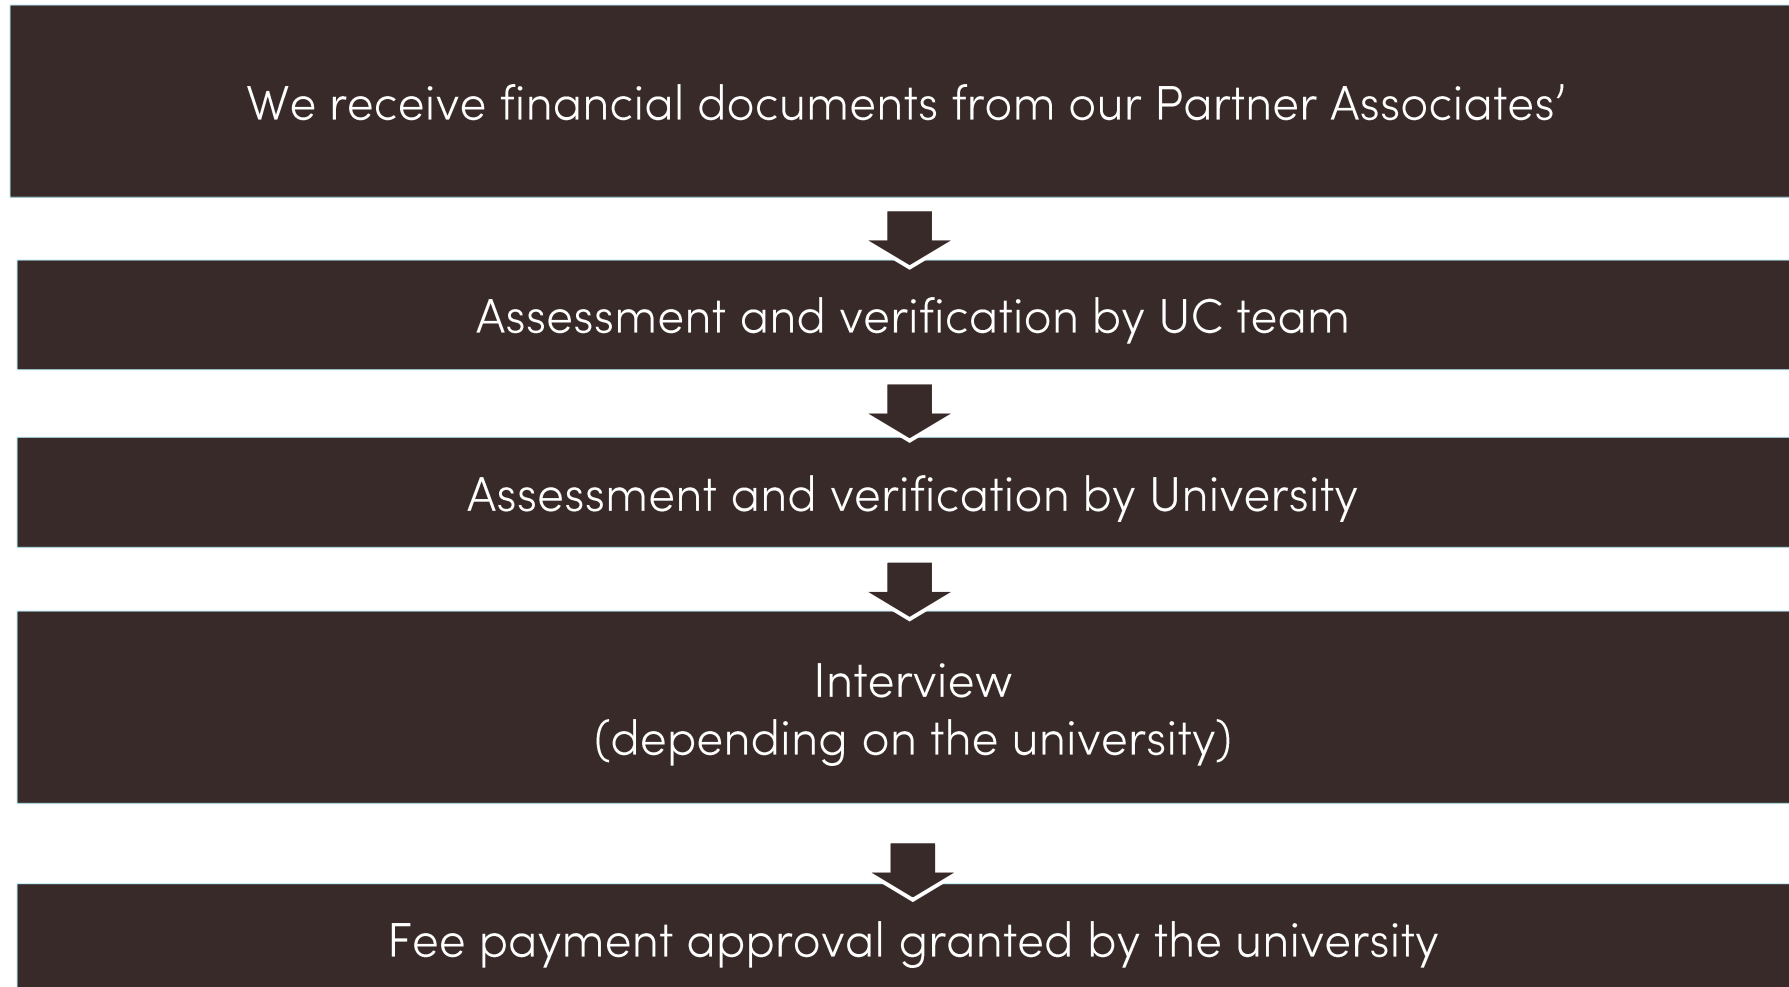 We receive financial documents from our Partner Associates’
Assessment and verification by UC team
Assessment and verification by University
Interview
(depending on the university)
Fee payment approval granted by the university